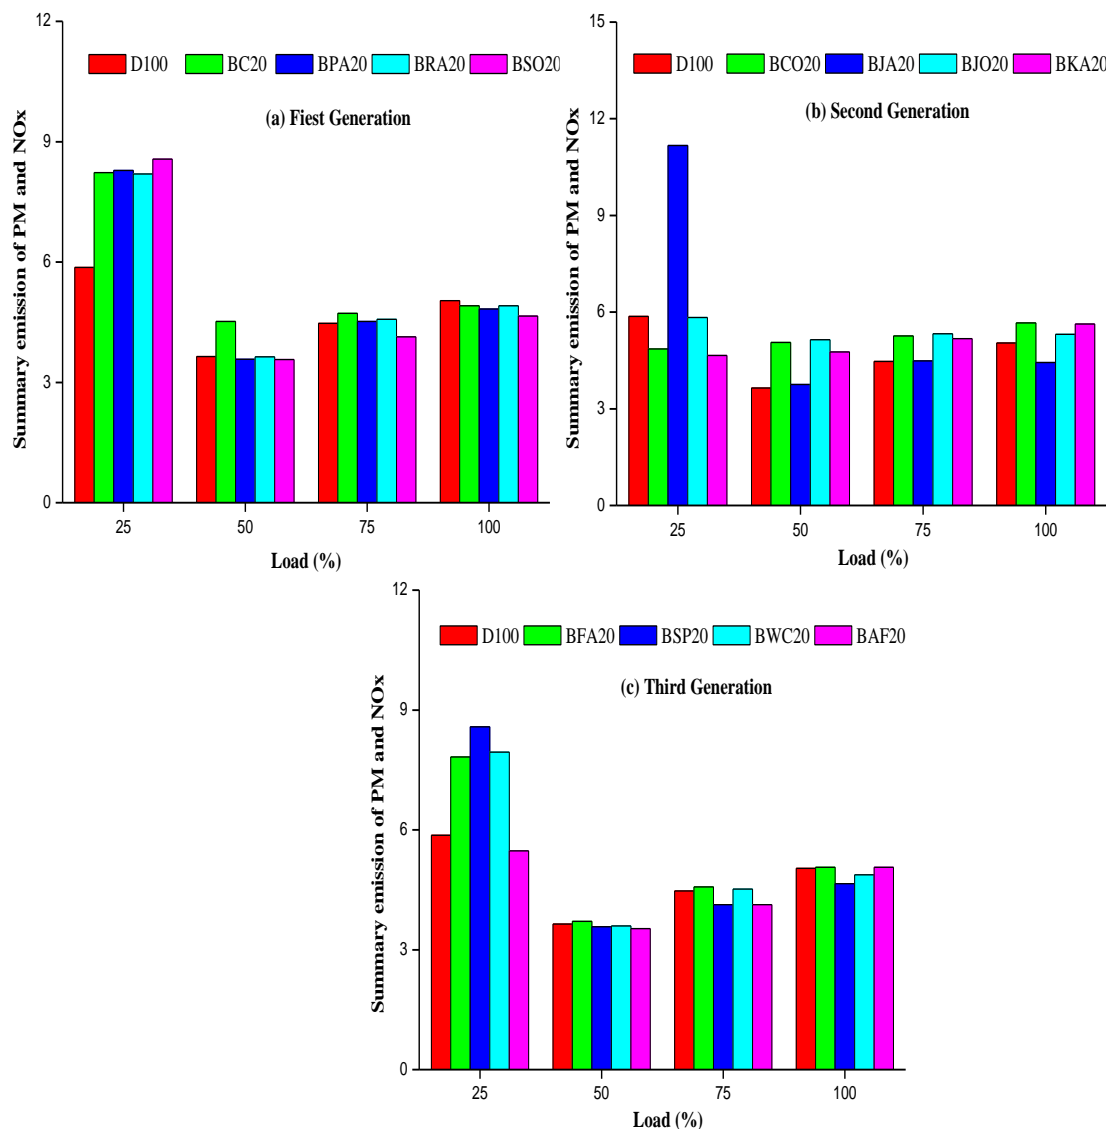 12
9
6
3
0
Summary emission of PM and NOx
D100 BC20 BPA20 BRA20 BSO20
(a) Fiest Generation
25 50 75 100
Load (%)
15
12
9
6
3
0
Summary emission of PM and NOx
D100 BCO20 BJA20 BJO20 BKA20
(b) Second Generation
25 50 75 100
Load (%)
12
9
6
3
0
Summary emission of PM and NOx
D100 BFA20 BSP20 BWC20 BAF20
(c) Third Generation
25 50 75 100
Load (%)